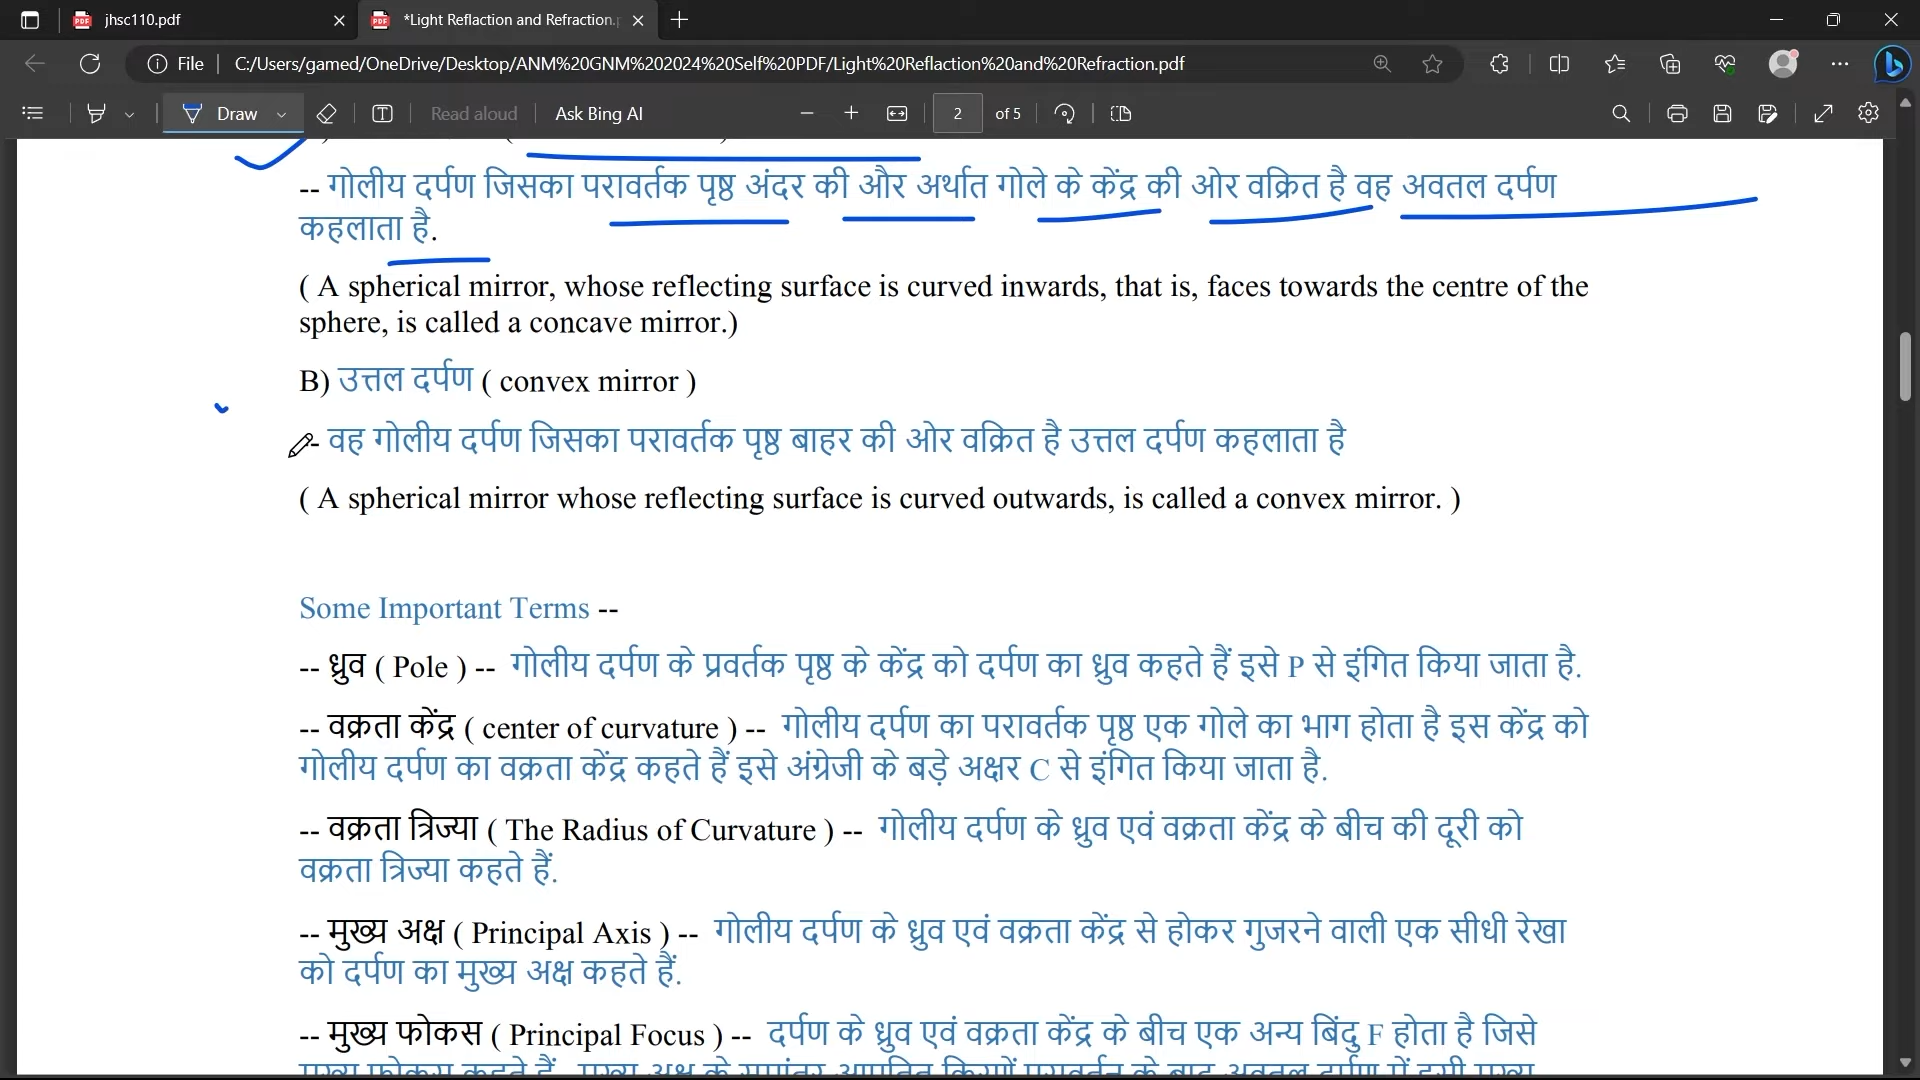 jhsc110.pdf
*Light Reflaction and Refraction.p
File C:/Users/gamed/OneDrive/Desktop/ANM%20GNM%202024%20Self%20PDF/Light%20Reflaction%20and%20Refraction.pdf
Draw Read aloud Ask Bing AI 2 of 5
-- गोलीय दर्पण जिसका परावर्तक पृष्ठ अंदर की और अर्थात गोले के केंद्र की ओर वक्रित है वह अवतल दर्पण
कहलाता है.
( A spherical mirror, whose reflecting surface is curved inwards, that is, faces towards the centre of the
sphere, is called a concave mirror.)
B) उत्तल दर्पण ( convex mirror )
-- वह गोलीय दर्पण जिसका परावर्तक पृष्ठ बाहर की ओर वक्रित है उत्तल दर्पण कहलाता है
( A spherical mirror whose reflecting surface is curved outwards, is called a convex mirror. )
Some Important Terms --
-- ध्रुव ( Pole ) -- गोलीय दर्पण के प्रवर्तक पृष्ठ के केंद्र को दर्पण का ध्रुव कहते हैं इसे P से इंगित किया जाता है.
-- वक्रता केंद्र ( center of curvature ) -- गोलीय दर्पण का परावर्तक पृष्ठ एक गोले का भाग होता है इस केंद्र को
गोलीय दर्पण का वक्रता केंद्र कहते हैं इसे अंग्रेजी के बड़े अक्षर C से इंगित किया जाता है.
-- वक्रता त्रिज्या ( The Radius of Curvature ) -- गोलीय दर्पण के ध्रुव एवं वक्रता केंद्र के बीच की दूरी को
वक्रता त्रिज्या कहते हैं.
-- मुख्य अक्ष ( Principal Axis ) -- गोलीय दर्पण के ध्रुव एवं वक्रता केंद्र से होकर गुजरने वाली एक सीधी रेखा
को दर्पण का मुख्य अक्ष कहते हैं.
-- मुख्य फोकस ( Principal Focus ) -- दर्पण के ध्रुव एवं वक्रता केंद्र के बीच एक अन्य बिंदु F होता है जिसे